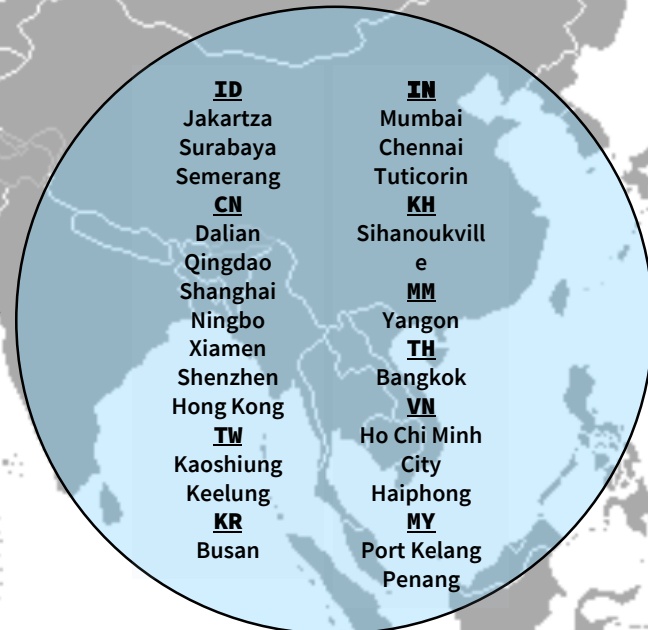 ID
Jakartza
Surabaya
Semerang
CN
Dalian
Qingdao
Shanghai
Ningbo
Xiamen
Shenzhen
Hong Kong
TW
Kaoshiung
Keelung
KR
Busan
IN
Mumbai
Chennai
Tuticorin
KH
Sihanoukvill
e
MM
Yangon
TH
Bangkok
VN
Ho Chi Minh
City
Haiphong
MY
Port Kelang
Penang